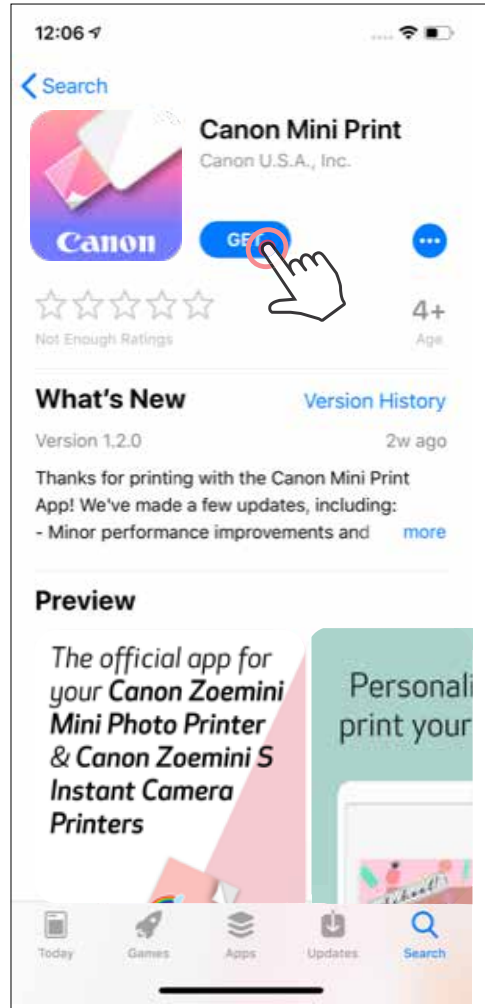 12:06
Search
Canon Mini Print
Canon U.S.A., Inc.
Canon
GET
4+
Not Enough Ratings
Age
What's New
Version History
Version 1.2.0
2w ago
Thanks for printing with the Canon Mini Print
App! We've made a few updates, including:
- Minor performance improvements and more
Preview
The official app for
your Canon Zoemini
Mini Photo Printer
& Canon Zoemini S
Instant Camera
Printers
Personali
print your
Today
Games
Apps
Updates
Search